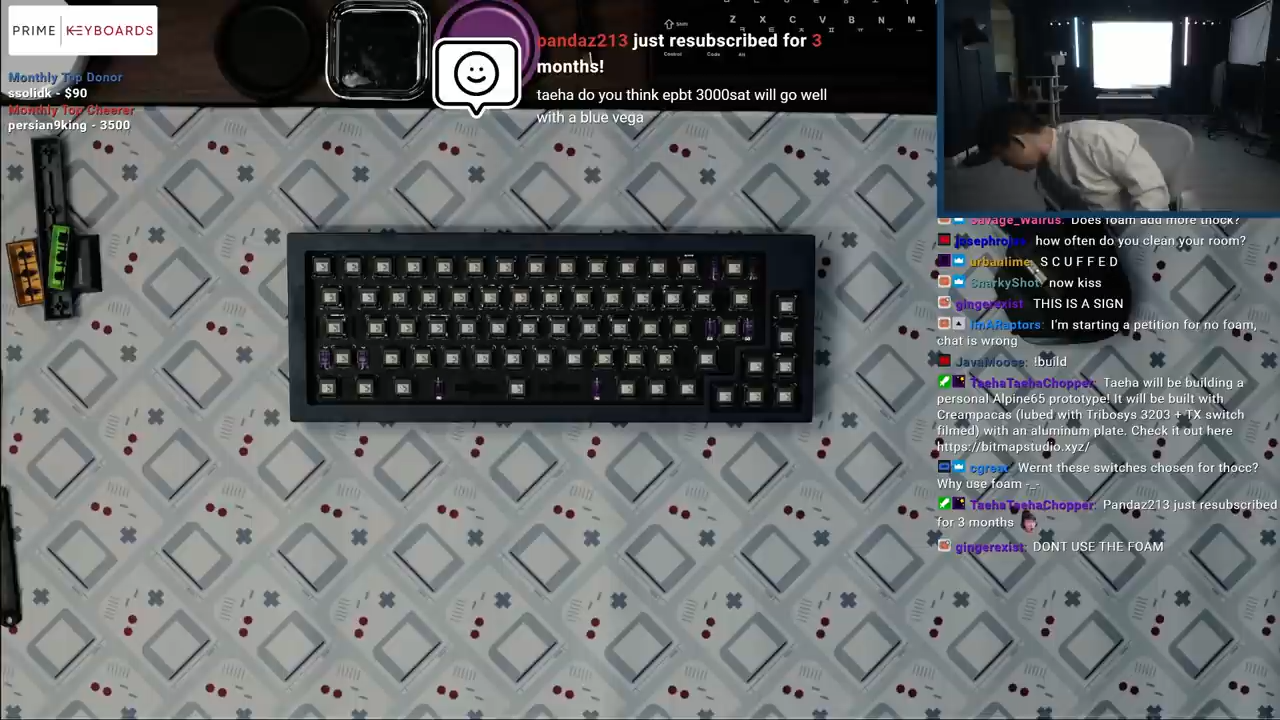 PRIME | KEYBOARDS
Monthly Top Donor
ssolidk - $90
Monthly Top Cheerer
persian9king - 3500
pandaz213 just resubscribed for 3
months!
taeha do you think epbt 3000sat will go well
with a blue vega
Shift
Z X C V B N M
Control Code Alt
savage_Walrus: Does foam add more thock?
how often do you clean your room?
urbanlime: S C U F F E D
SnarkyShot: now kiss
gingerexist THIS IS A SIGN
ImARaptors: I'm starting a petition for no foam,
chat is wrong
JavaMoose: !build
TaehaTaehaChopper: Taeha will be building a
personal Alpine65 prototype! It will be built with
Creampacas (lubed with Tribosys 3203 + TX switch
filmed) with an aluminum plate. Check it out here
https://bitmapstudio.xyz/
Wernt these switches chosen for thocc?
Why use foam -_-
TaehaTaehaChopper: Pandaz213 just resubscribed
for 3 months
gingerexist: DONT USE THE FOAM